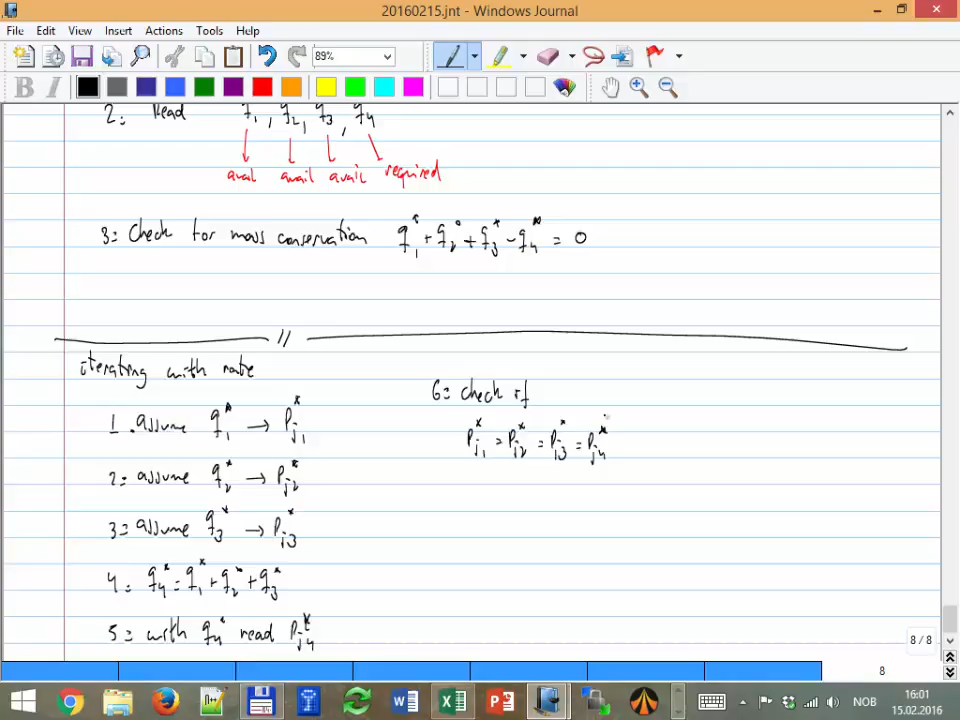 20160215.jnt - Windows Journal
File Edit View Insert Actions Tools Help
89%
B I
2: Read q1, q2, q3, q4
avail avail avail required
3= Check for mass conservation q1* + q2* + q3* - q4* = 0
//
iterating with rate
1. assume q1* → Pj1*
2= assume q2* → Pj2*
3= assume q3* → Pj3*
4= q4* = q1* + q2* + q3*
5= with q4* read Pj4*
6= check if
Pj1* = Pj2* = Pj3* = Pj4*
8 / 8
8
NOB
16:01
15.02.2016